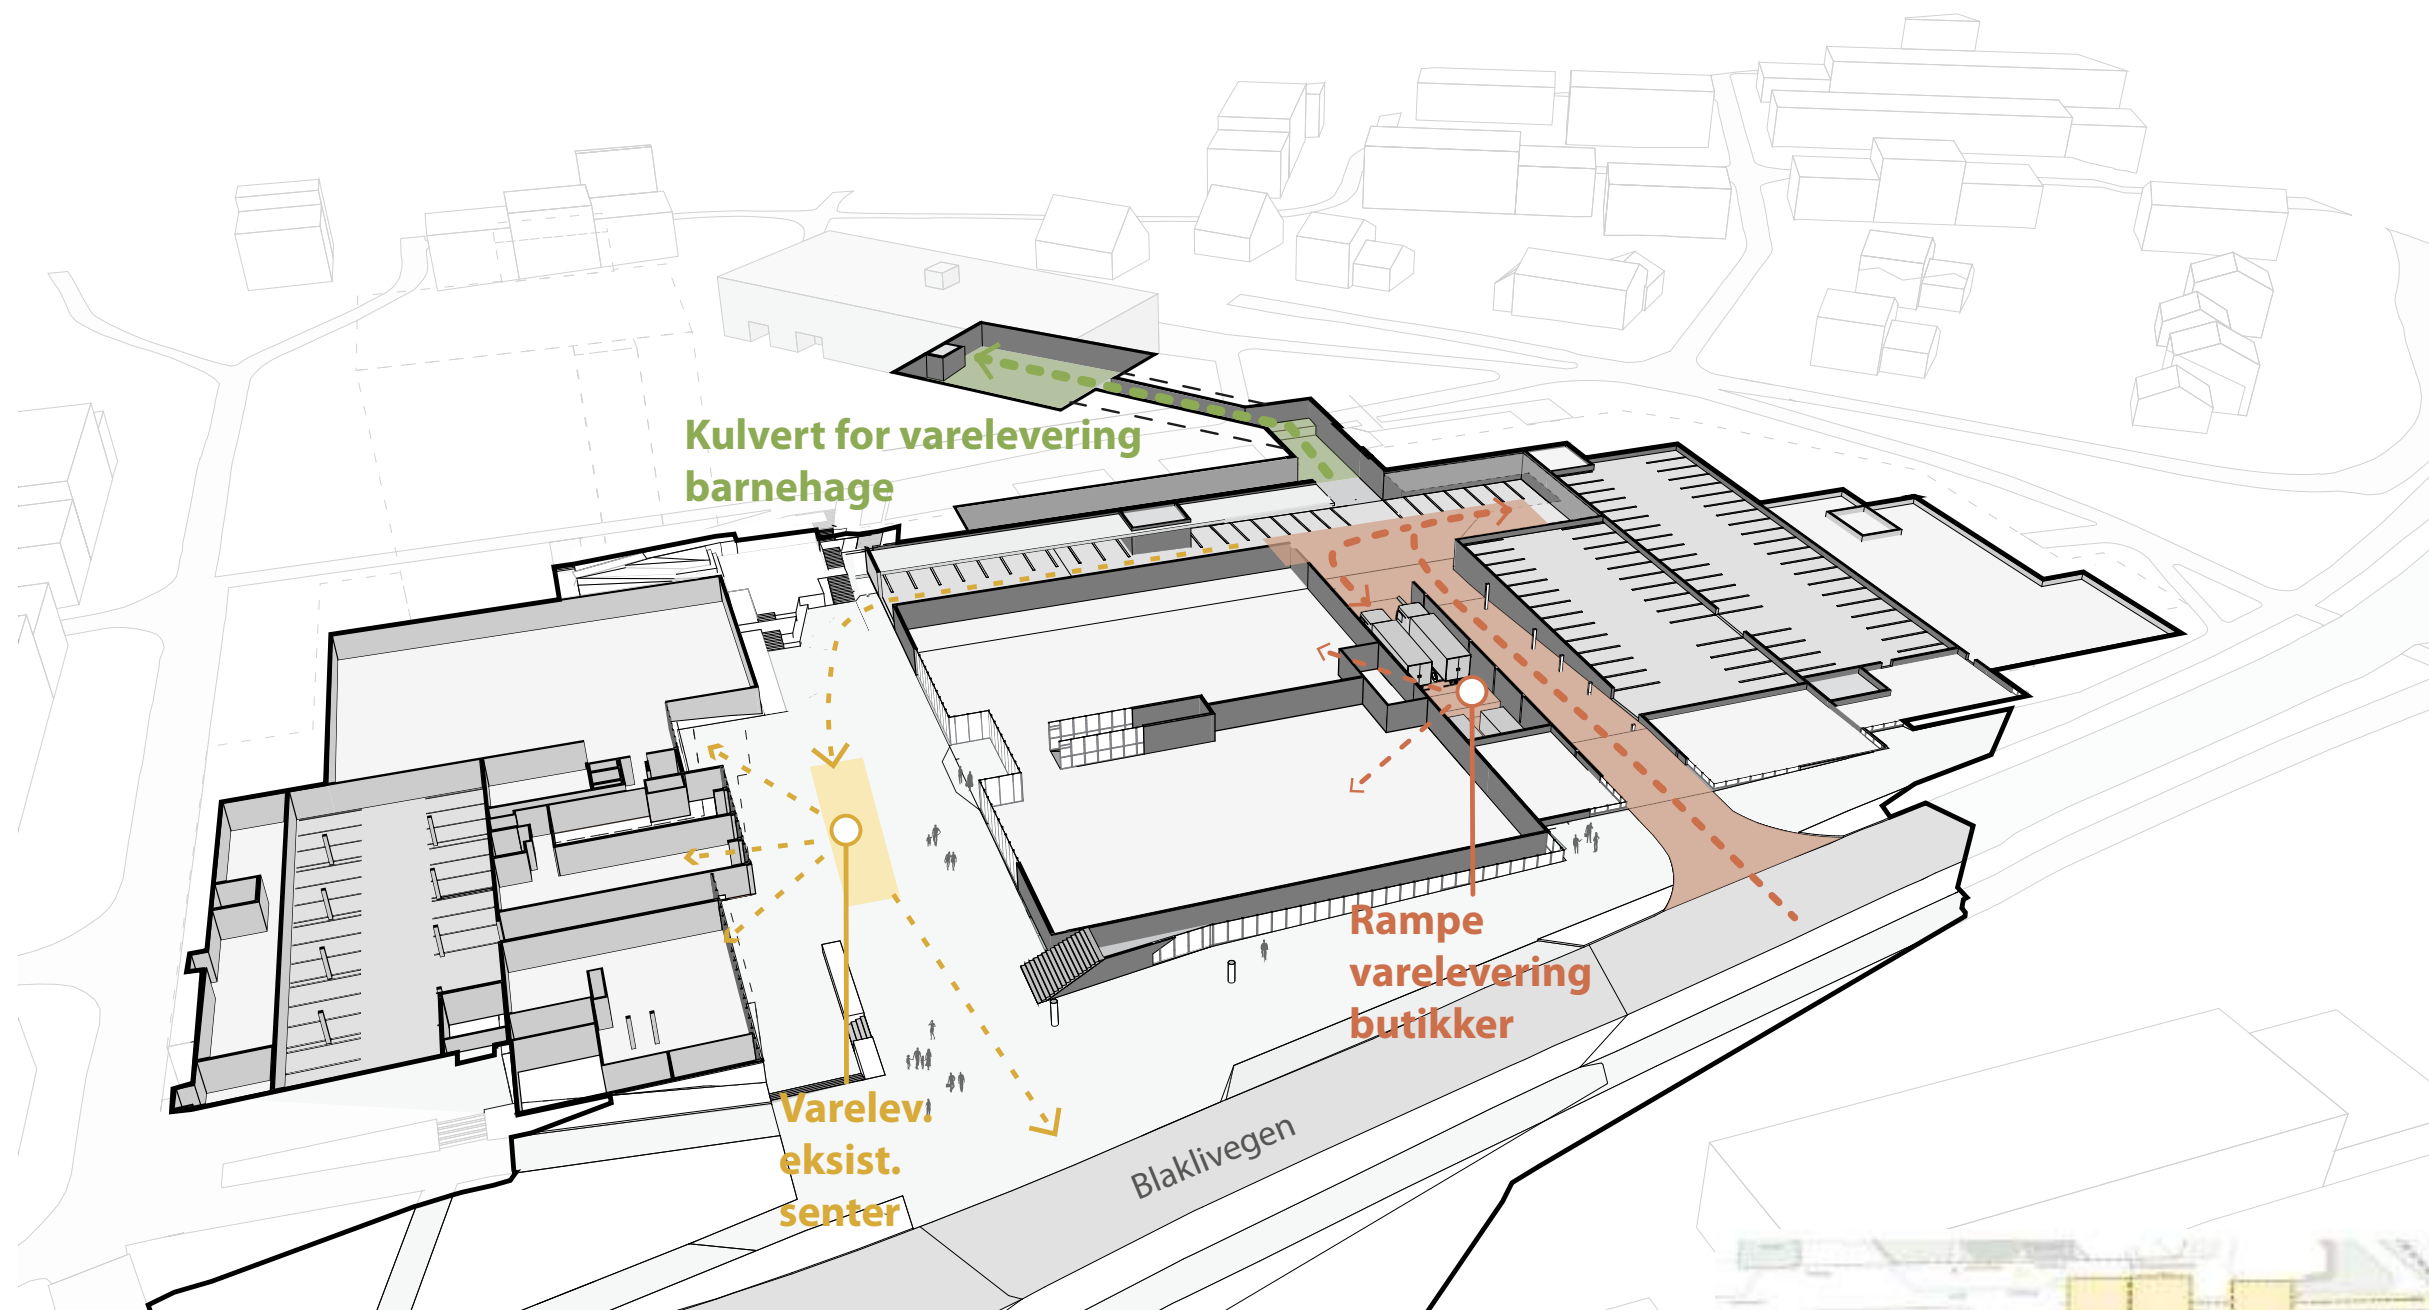 Kulvert for varelevering
barnehage
Rampe
varelevering
butikker
Varelev.
eksist.
senter
Blaklivegen